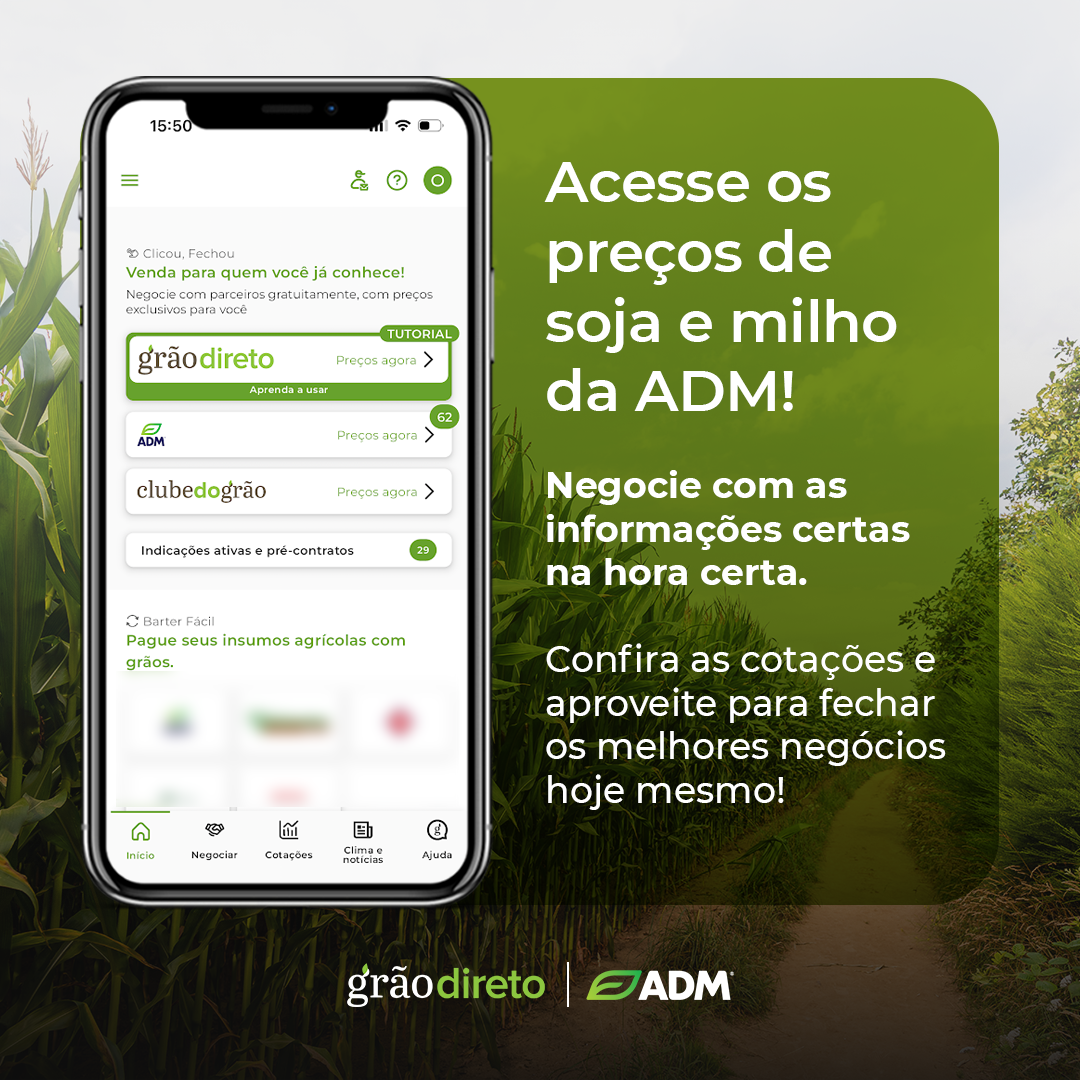 15:50
Clicou, Fechou
Venda para quem você já conhece!
Negocie com parceiros gratuitamente, com preços
exclusivos para você
TUTORIAL
grãodireto Preços agora
Aprenda a usar
62
ADM Preços agora
clubedogrão Preços agora
Indicações ativas e pré-contratos 29
Barter Fácil
Pague seus insumos agrícolas com
grãos.
Início Negociar Cotações Clima e
notícias Ajuda
Acesse os
preços de
soja e milho
da ADM!
Negocie com as
informações certas
na hora certa.
Confira as cotações e
aproveite para fechar
os melhores negócios
hoje mesmo!
grãodireto | ADM